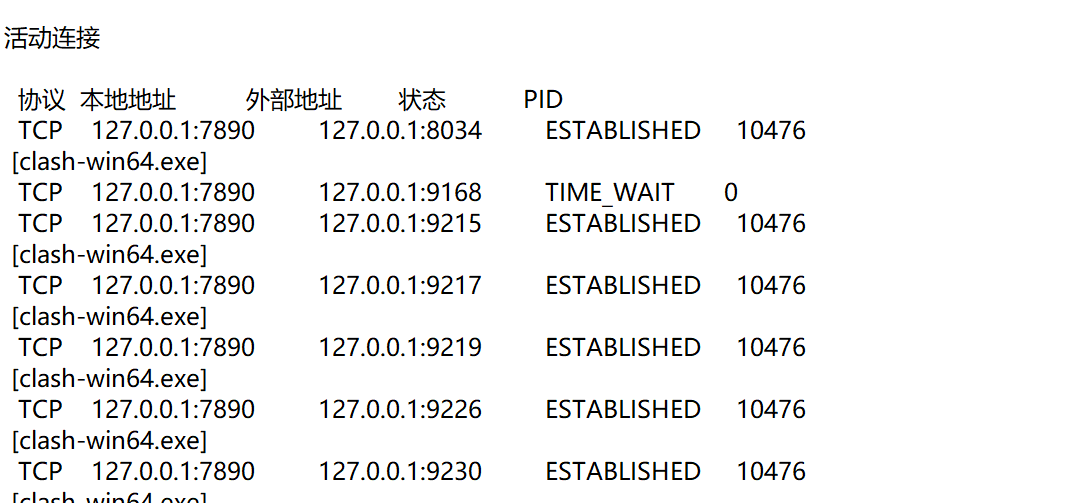 活动连接
协议 本地地址 外部地址 状态 PID
TCP 127.0.0.1:7890 127.0.0.1:8034 ESTABLISHED 10476
[clash-win64.exe]
TCP 127.0.0.1:7890 127.0.0.1:9168 TIME_WAIT 0
TCP 127.0.0.1:7890 127.0.0.1:9215 ESTABLISHED 10476
[clash-win64.exe]
TCP 127.0.0.1:7890 127.0.0.1:9217 ESTABLISHED 10476
[clash-win64.exe]
TCP 127.0.0.1:7890 127.0.0.1:9219 ESTABLISHED 10476
[clash-win64.exe]
TCP 127.0.0.1:7890 127.0.0.1:9226 ESTABLISHED 10476
[clash-win64.exe]
TCP 127.0.0.1:7890 127.0.0.1:9230 ESTABLISHED 10476
[clash-win64.exe]